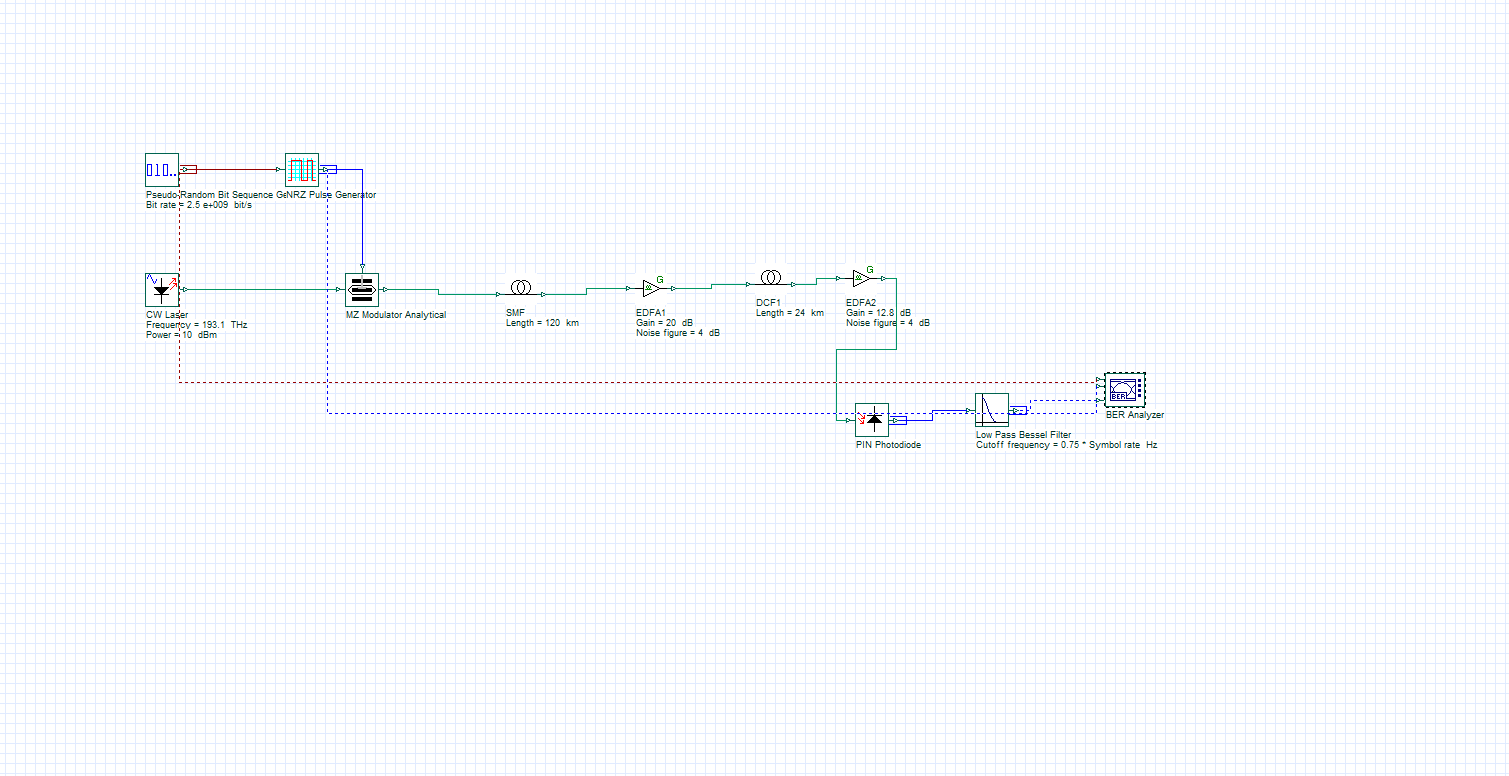 010..
Pseudo-Random Bit Sequence Ge
NRZ Pulse Generator
Bit rate = 2.5 e+009 bit/s
CW Laser
Frequency = 193.1 THz
Power = 10 dBm
MZ Modulator Analytical
SMF
Length = 120 km
G
EDFA1
Gain = 20 dB
Noise figure = 4 dB
DCF1
Length = 24 km
G
EDFA2
Gain = 12.8 dB
Noise figure = 4 dB
PIN Photodiode
Low Pass Bessel Filter
Cutoff frequency = 0.75 * Symbol rate Hz
BER
BER Analyzer